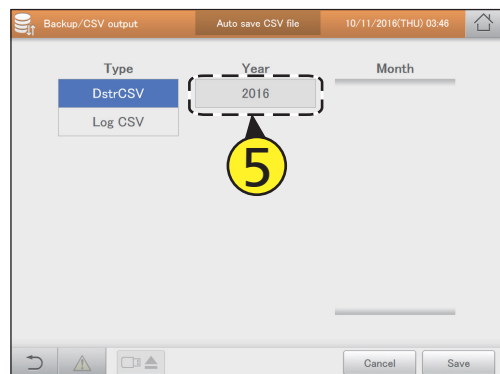 Backup/CSV output Auto save CSV file 10/11/2016(THU) 03:46
Type Year Month
DstrCSV 2016
Log CSV
5
Cancel Save